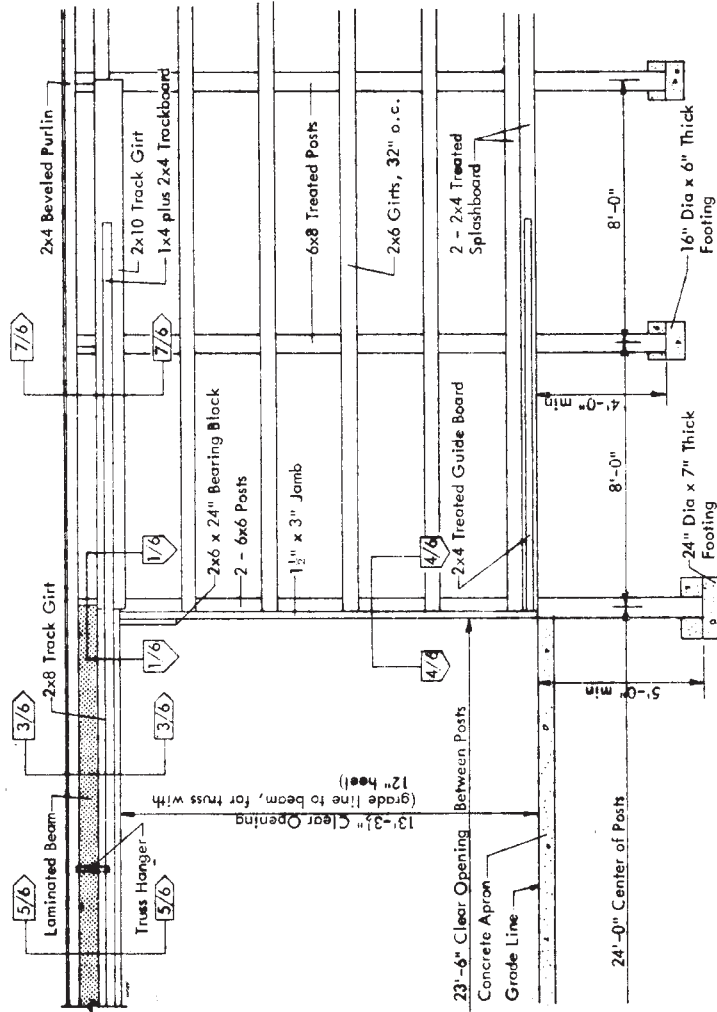 5/6
3/6
7/6
2x4 Beveled Purlin
Laminated Beam
2x8 Track Girt
2x10 Track Girt
1x4 plus 2x4 Trackboard
Truss Hanger
1/6
1/6
5/6
3/6
7/6
2x6 x 24" Bearing Block
2 - 6x6 Posts
1½" x 3" Jamb
6x8 Treated Posts
2x6 Girts, 32" o.c.
13'-3½" Clear Opening
(grade line to beam, for truss with
12" heel)
4/6
4/6
2x4 Treated Guide Board
2 - 2x4 Treated
Splashboard
23'-6" Clear Opening Between Posts
Concrete Apron
Grade Line
5'-0" min
4'-0" min
24'-0" Center of Posts
8'-0"
8'-0"
24" Dia x 7" Thick
Footing
16" Dia x 6" Thick
Footing